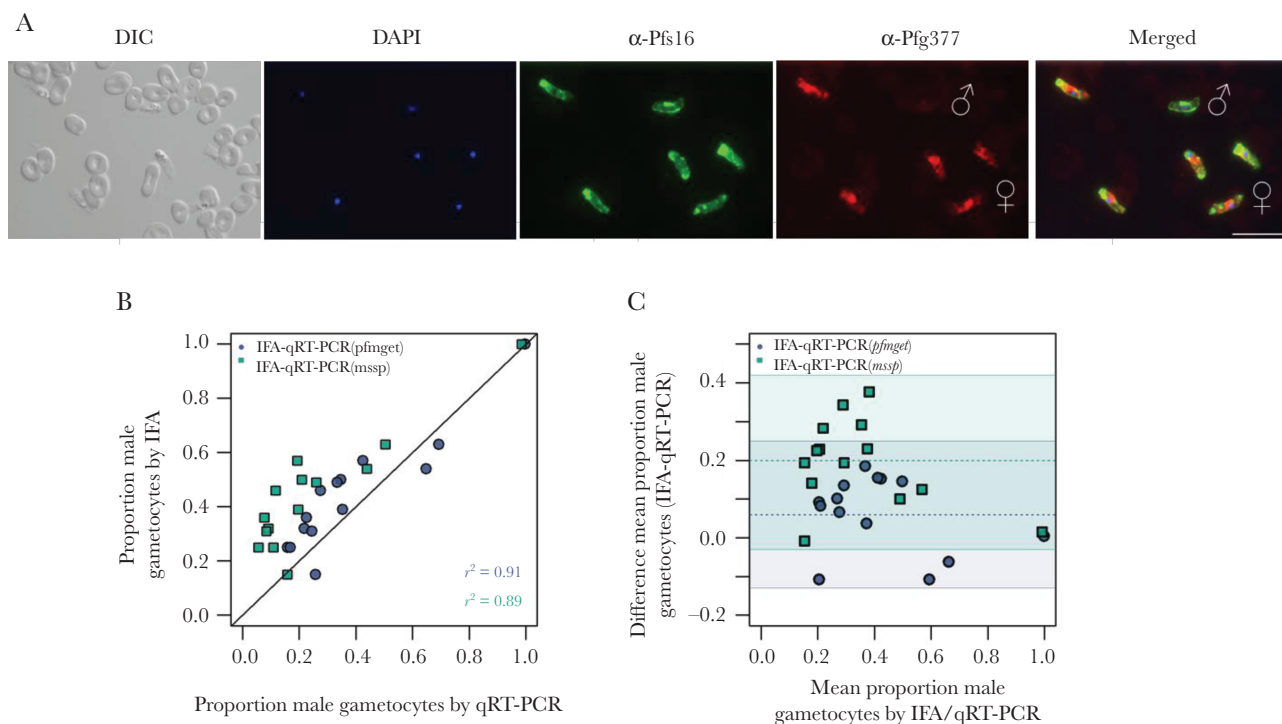 A
DIC DAPI α-Pfs16 α-Pfg377 Merged
♂ ♂
♀ ♀
B
IFA-qRT-PCR(pfmget)
IFA-qRT-PCR(mssp)
Proportion male
gametocytes by IFA
1.0
0.8
0.6
0.4
0.2
0.0
r² = 0.91
r² = 0.89
0.0 0.2 0.4 0.6 0.8 1.0
Proportion male gametocytes by qRT-PCR
C
IFA-qRT-PCR(pfmget)
IFA-qRT-PCR(mssp)
Difference mean proportion male
gametocytes (IFA-qRT-PCR)
0.4
0.2
0.0
–0.2
0.0 0.2 0.4 0.6 0.8 1.0
Mean proportion male
gametocytes by IFA/qRT-PCR